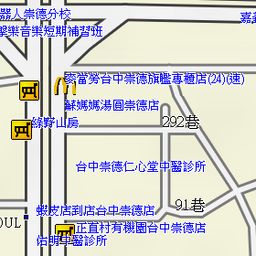 器人崇德分校
擊樂音樂短期補習班
麥當勞台中崇德旗艦專櫃店(24)(速)
蘇媽媽湯圓崇德店
綠野山房
292巷
台中崇德仁心堂中醫診所
91巷
蝦皮店到店台中崇德店
OUL
正直村有機園台中崇德店
佑明中醫診所